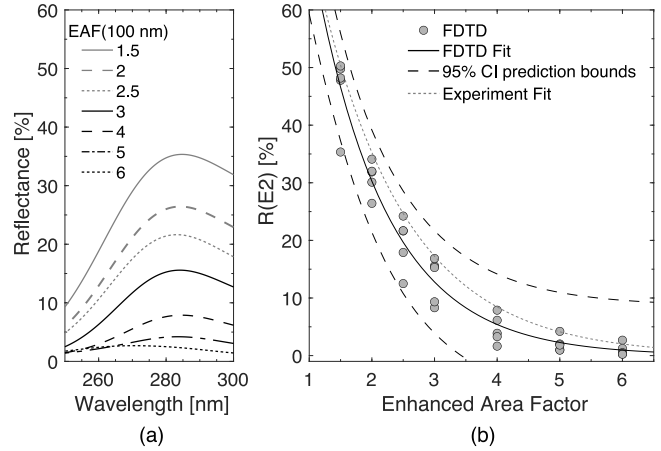 EAF(100 nm)
1.5
2
2.5
3
4
5
6
Reflectance [%]
60
50
40
30
20
10
0
260 280 300
Wavelength [nm]
(a)
FDTD
FDTD Fit
95% CI prediction bounds
Experiment Fit
R(E2) [%]
60
50
40
30
20
10
0
1 2 3 4 5 6
Enhanced Area Factor
(b)